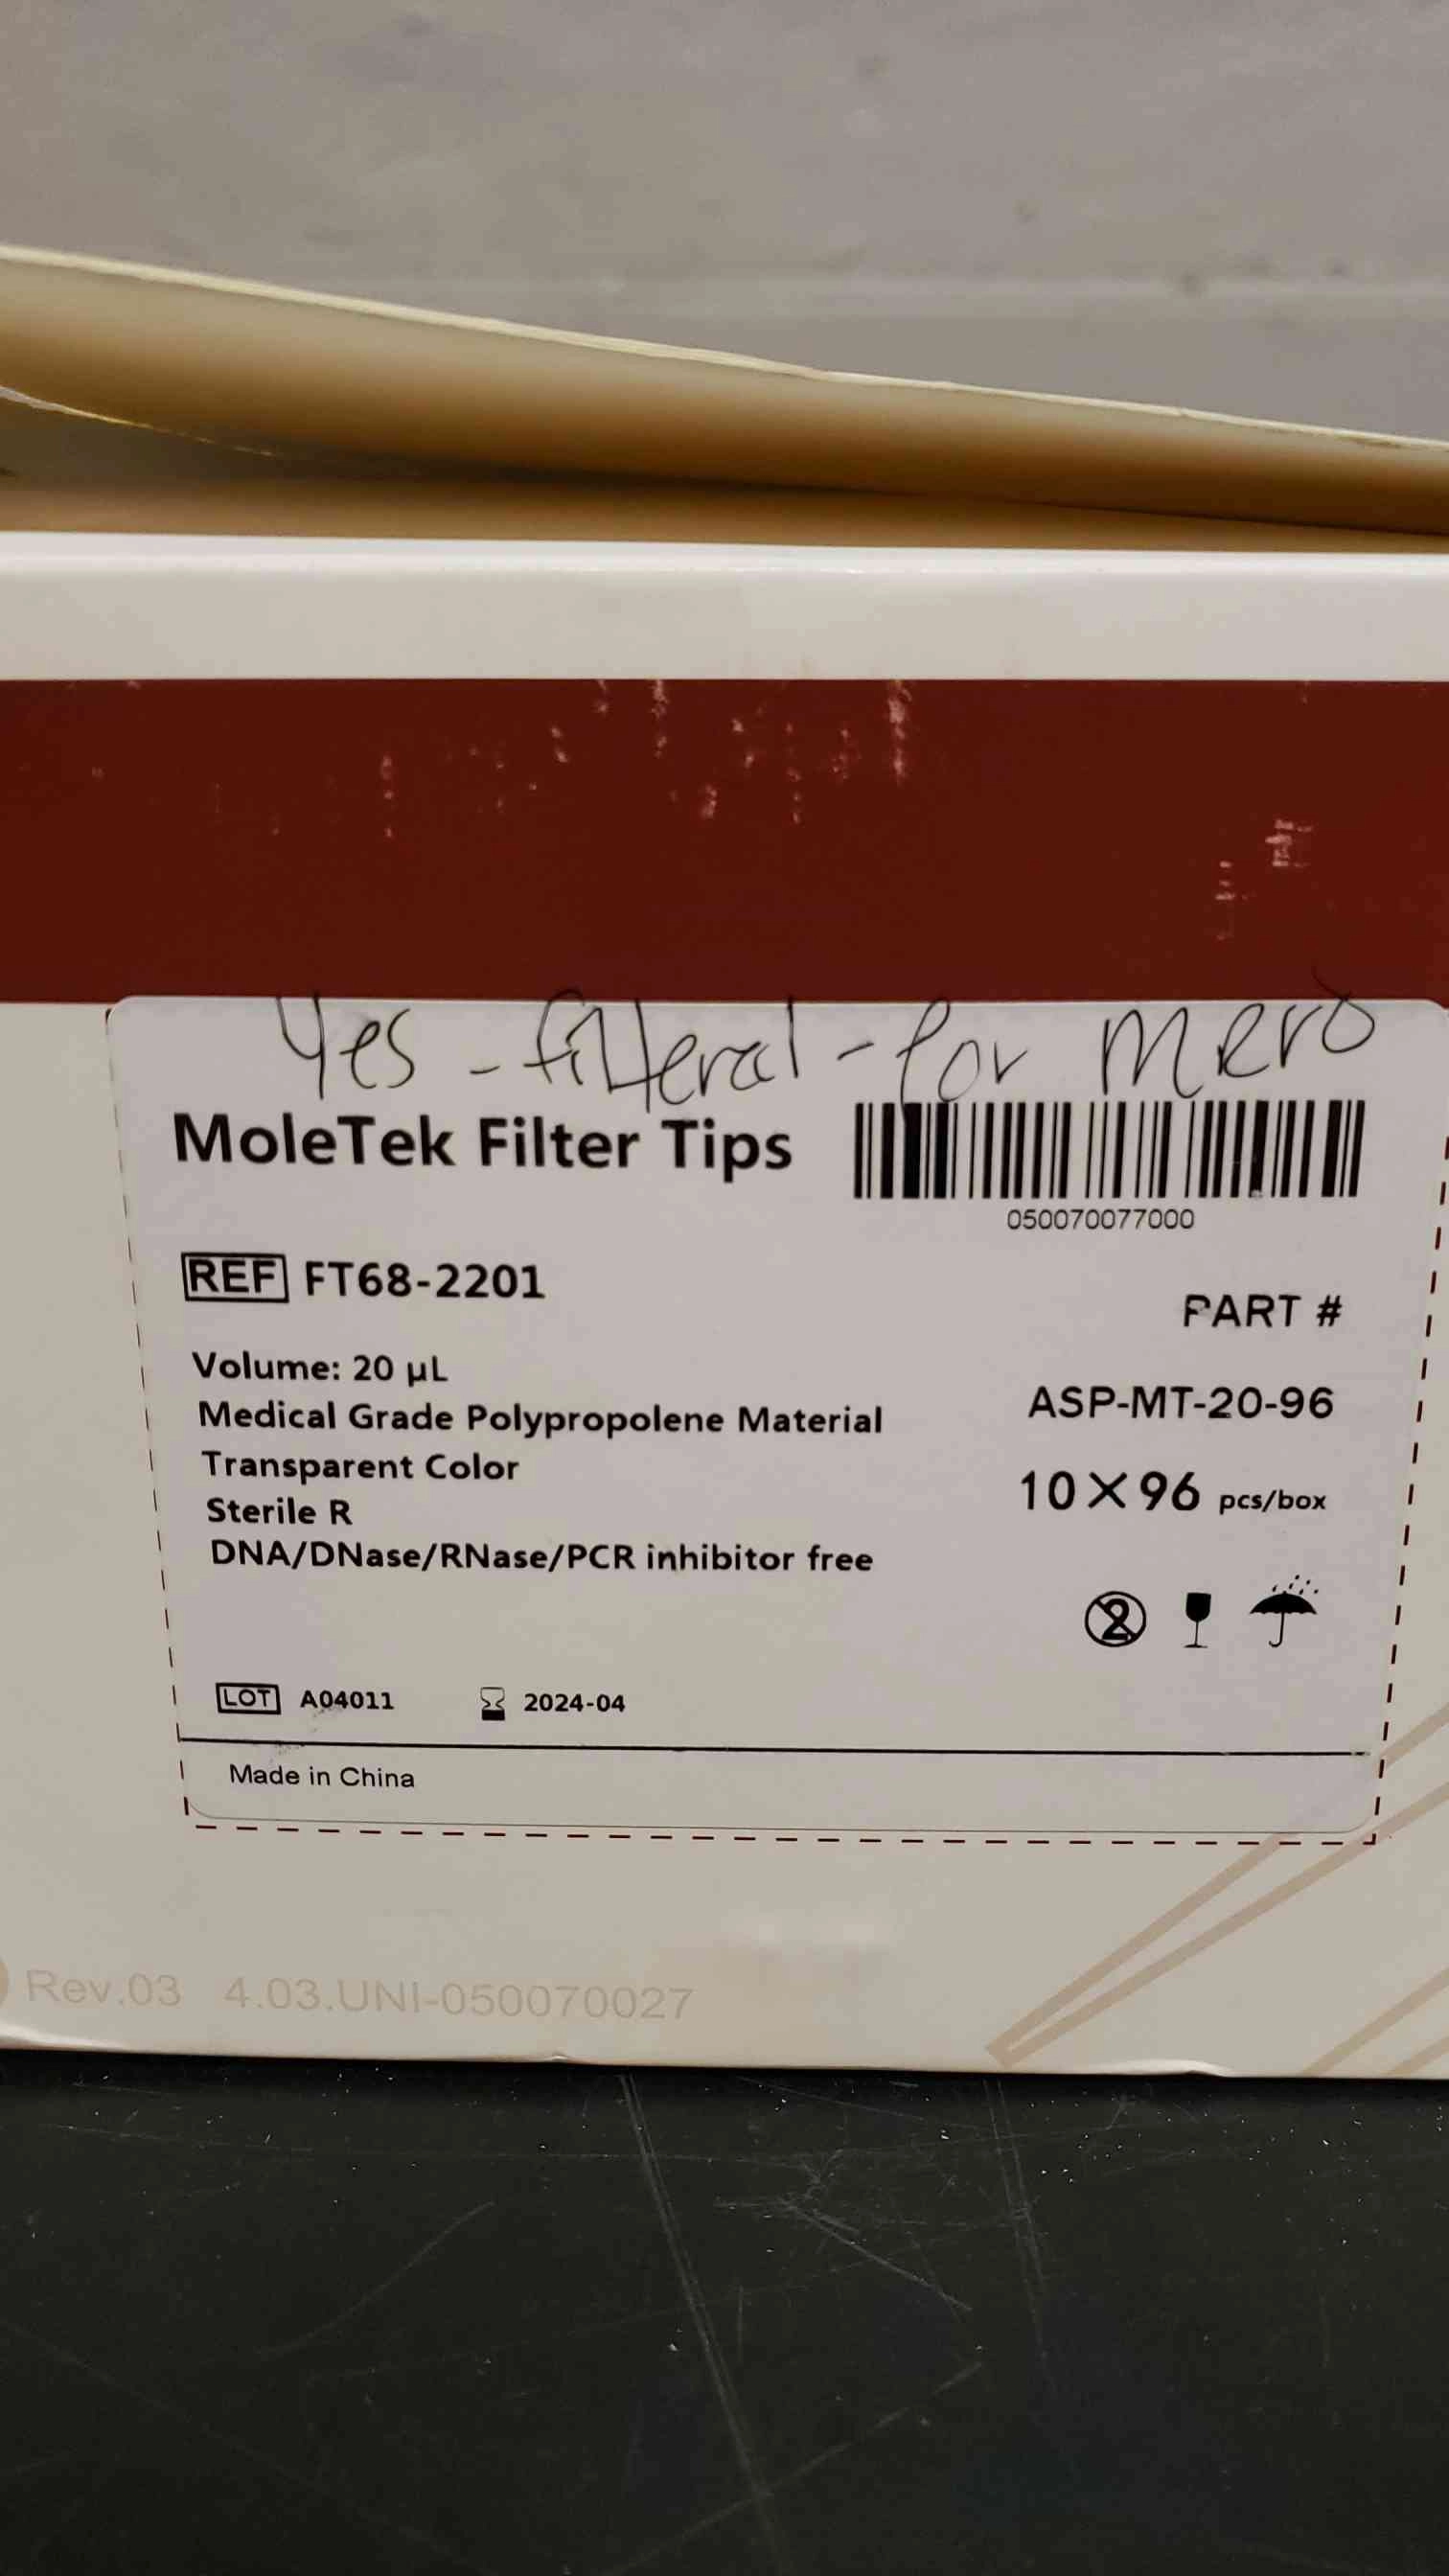 Yes - filtered - for Mero
MoleTek Filter Tips
050070077000
REF FT68-2201
PART #
Volume: 20 µL
Medical Grade Polypropolene Material
ASP-MT-20-96
Transparent Color
10×96 pcs/box
Sterile R
DNA/DNase/RNase/PCR inhibitor free
2
LOT A04011 2024-04
Made in China
Rev.03 4.03.UNI-050070027